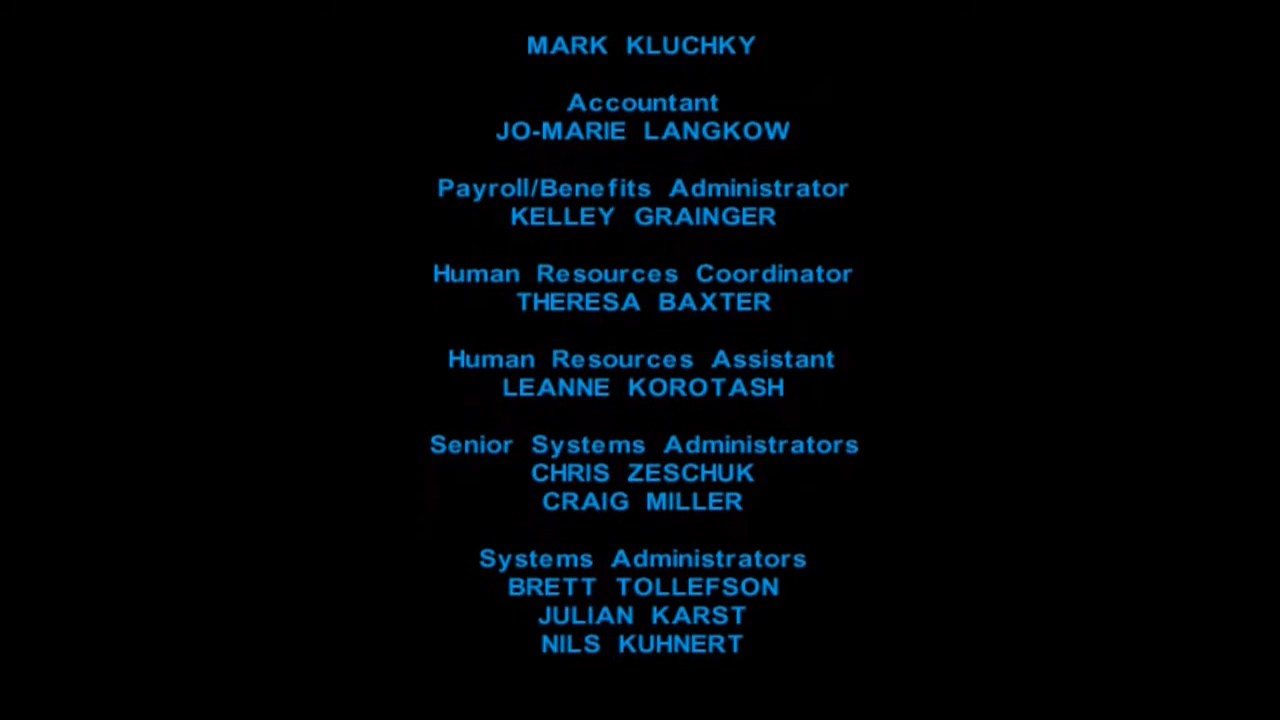 MARK KLUCHKY
Accountant
JO-MARIE LANGKOW
Payroll/Benefits Administrator
KELLEY GRAINGER
Human Resources Coordinator
THERESA BAXTER
Human Resources Assistant
LEANNE KOROTASH
Senior Systems Administrators
CHRIS ZESCHUK
CRAIG MILLER
Systems Administrators
BRETT TOLLEFSON
JULIAN KARST
NILS KUHNERT